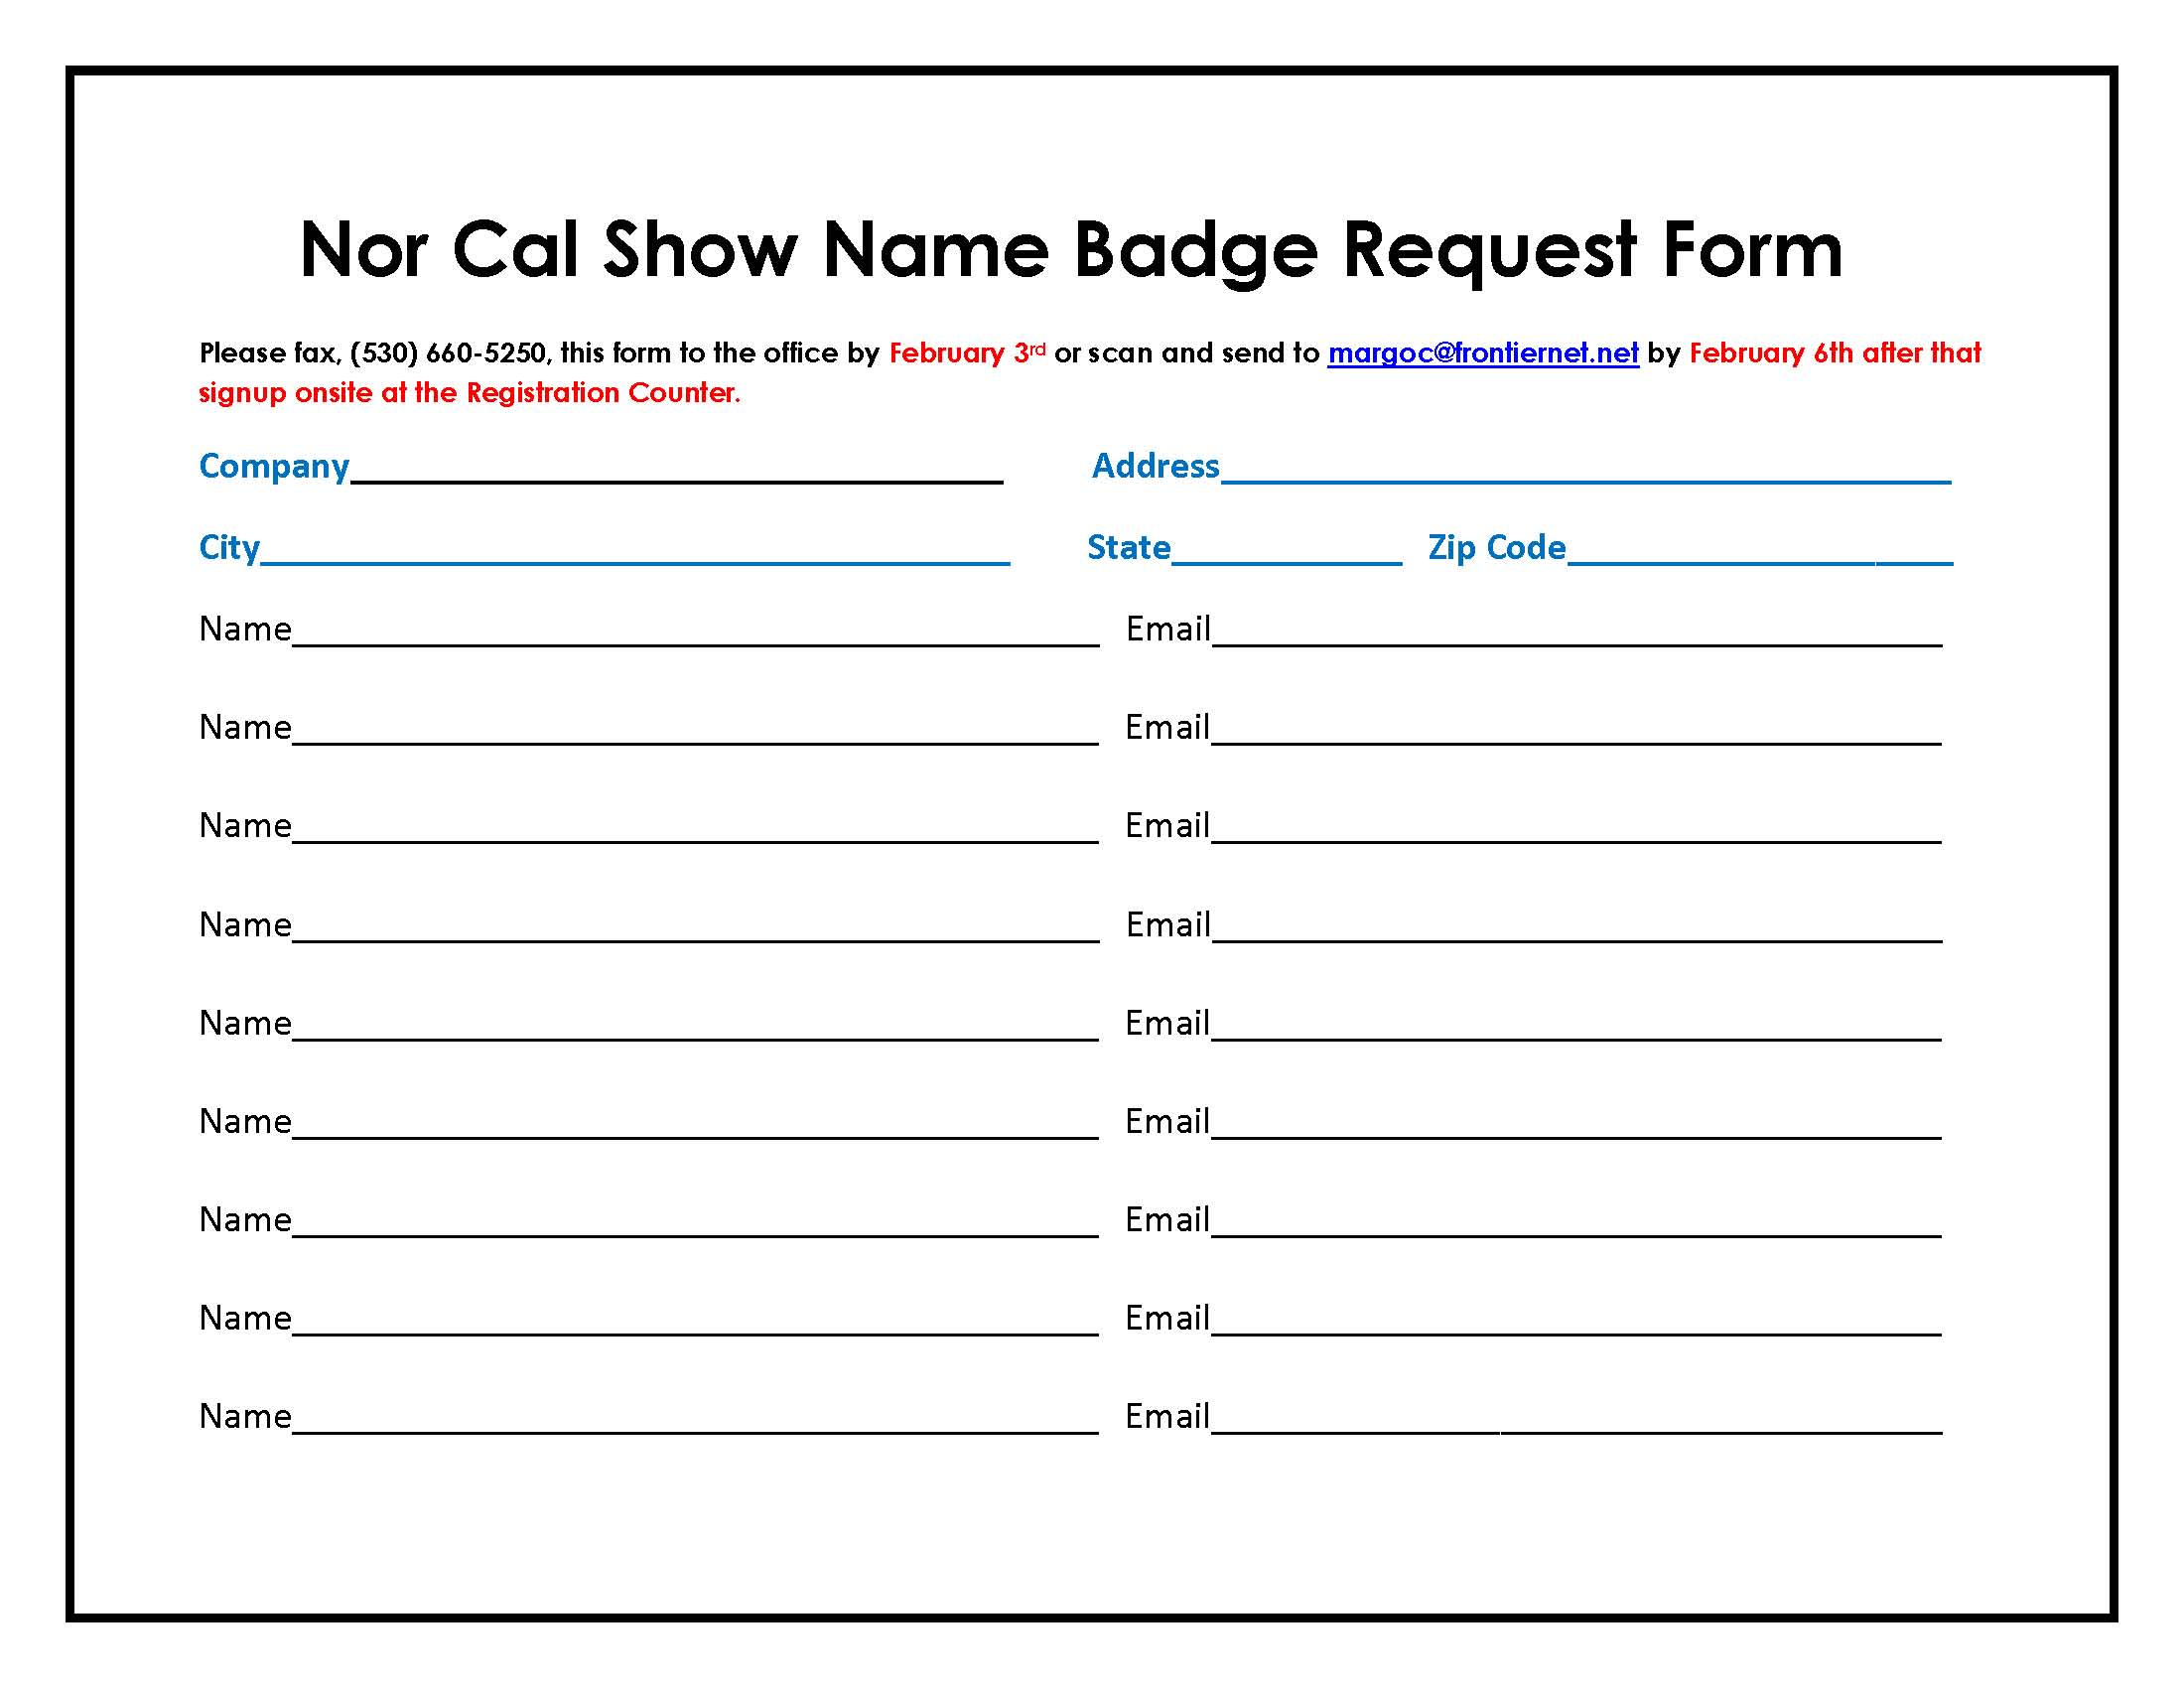 Nor Cal Show Name Badge Request Form
Please fax, (530) 660-5250, this form to the office by February 3rd or scan and send to margoc@frontiernet.net by February 6th after that
signup onsite at the Registration Counter.
Company Address
City State Zip Code
Name Email
Name Email
Name Email
Name Email
Name Email
Name Email
Name Email
Name Email
Name Email